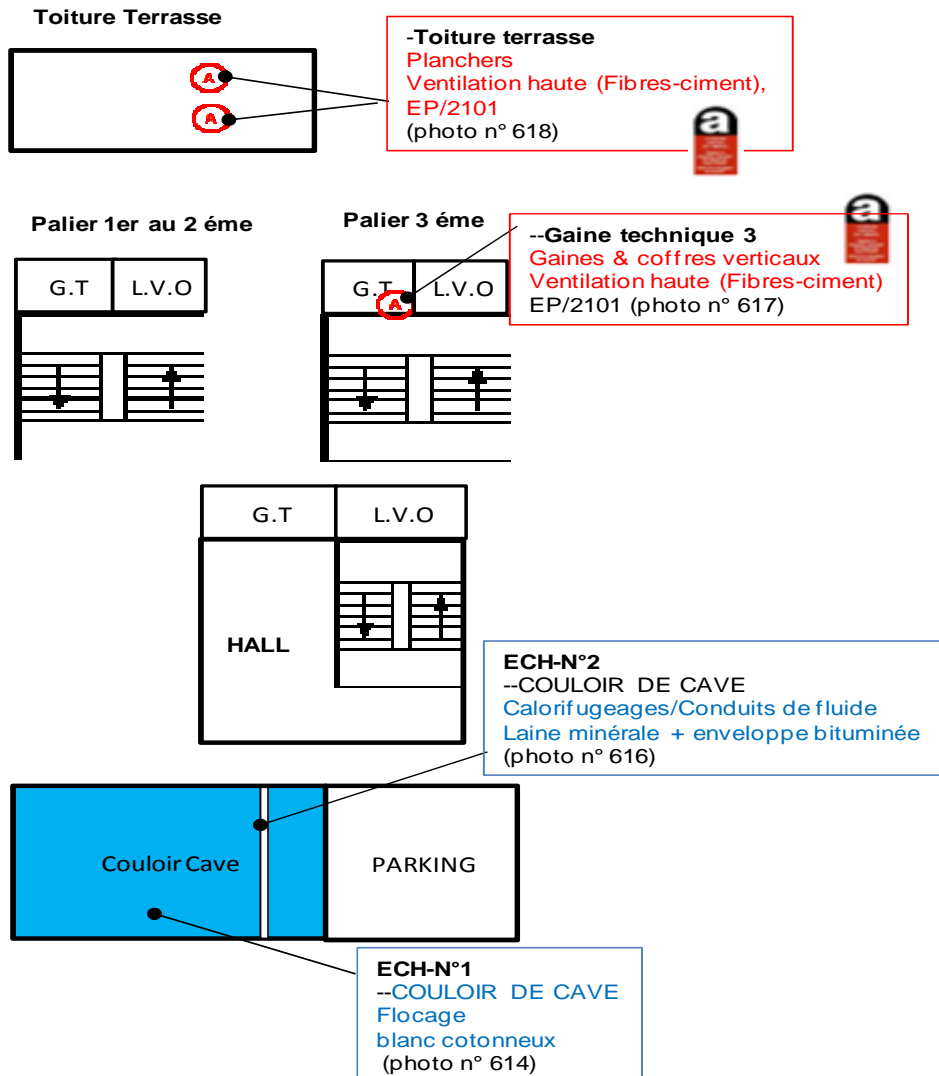 Toiture Terrasse
A
A
-Toiture terrasse
Planchers
Ventilation haute (Fibres-ciment),
EP/2101
(photo n° 618)
a
Palier 1er au 2 éme
G.T
L.V.O
Palier 3 éme
G.T
L.V.O
A
--Gaine technique 3
Gaines & coffres verticaux
Ventilation haute (Fibres-ciment)
EP/2101 (photo n° 617)
a
G.T
L.V.O
HALL
ECH-N°2
--COULOIR DE CAVE
Calorifugeages/Conduits de fluide
Laine minérale + enveloppe bituminée
(photo n° 616)
Couloir Cave
PARKING
ECH-N°1
--COULOIR DE CAVE
Flocage
blanc cotonneux
(photo n° 614)